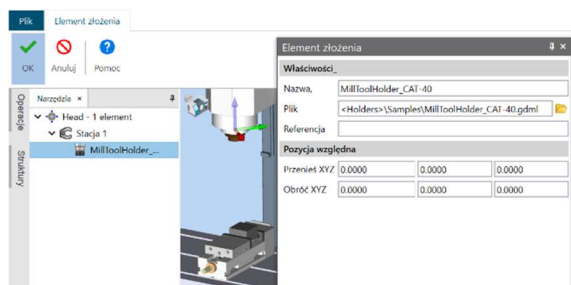 Plik Element złożenia
OK Anuluj Pomoc
Operacje
Struktury
Narzędzia ×
Head - 1 element
Stacja 1
MillToolHolder_...
Element złożenia
Właściwości_
Nazwa, MillToolHolder_CAT-40
Plik <Holders>\Samples\MillToolHolder_CAT-40.gdml
Referencja
Pozycja względna
Przenieś XYZ 0.0000 0.0000 0.0000
Obróć XYZ 0.0000 0.0000 0.0000